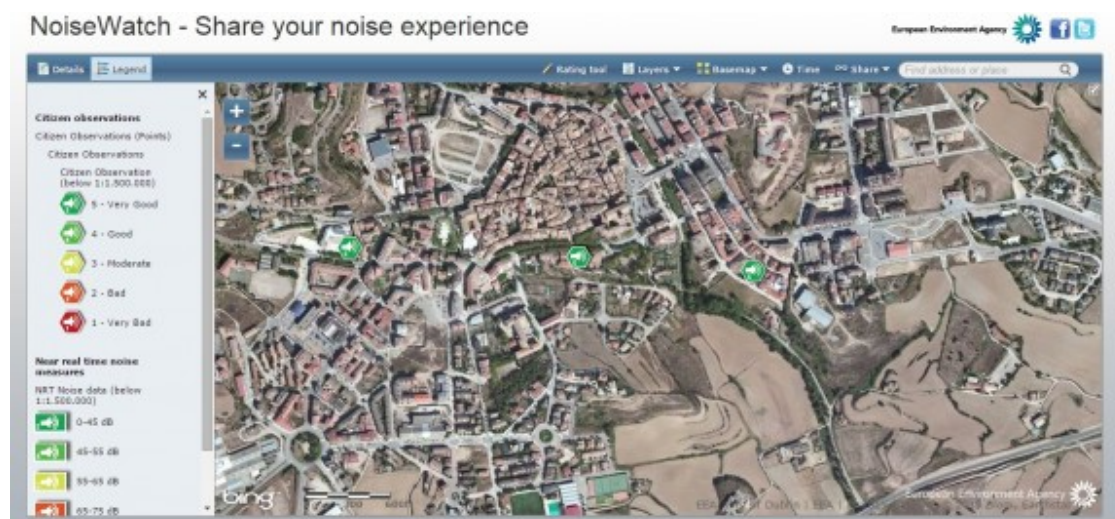 NoiseWatch - Share your noise experience
European Environment Agency
Details
Legend
Rating tool
Layers
Basemap
Time
Share
Find address or place
Citizen observations
Citizen Observations (Points)
Citizen Observations
Citizen Observation
(below 1:1.500.000)
5 - Very Good
4 - Good
3 - Moderate
2 - Bad
1 - Very Bad
Near real time noise
measures
NRT Noise data (below
1:1.500.000)
0-45 dB
45-55 dB
55-65 dB
65-75 dB
bing
European Environment Agency